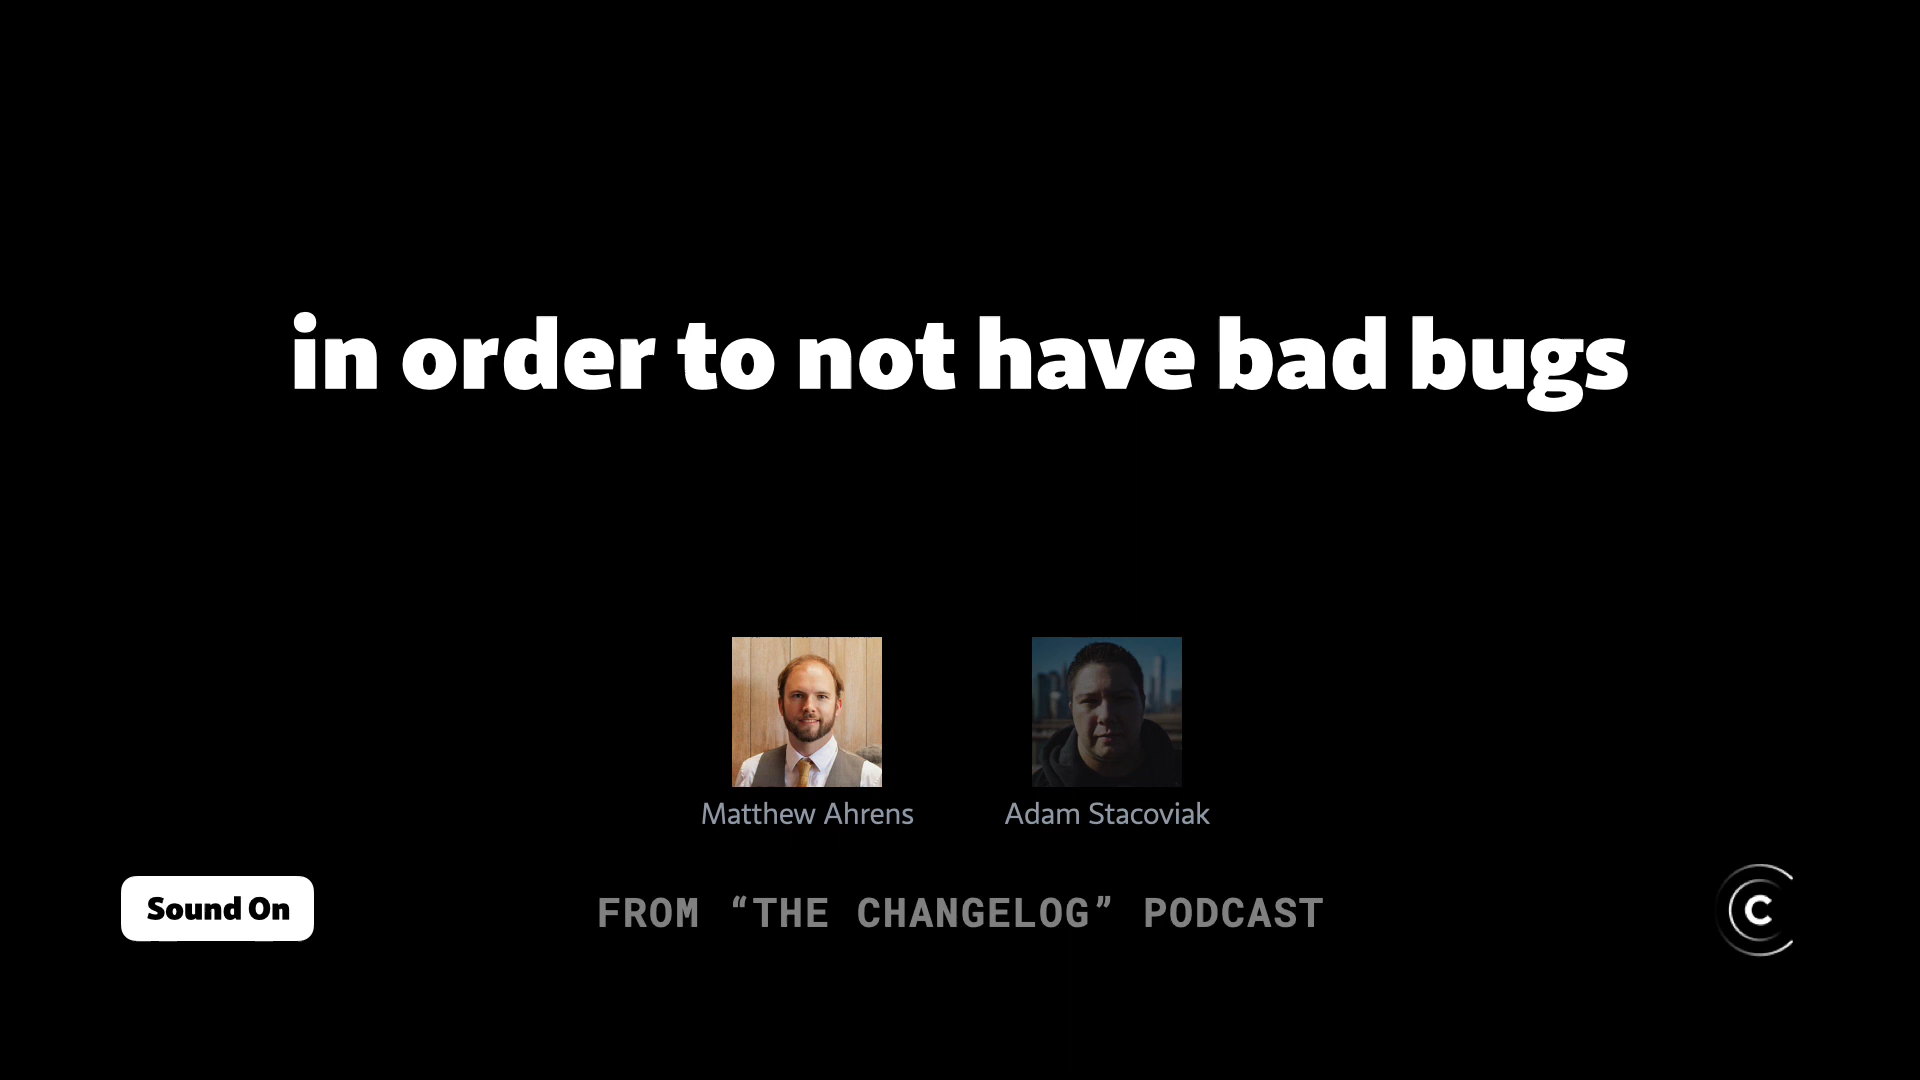 in order to not have bad bugs
Matthew Ahrens
Adam Stacoviak
Sound On
FROM “THE CHANGELOG” PODCAST
C